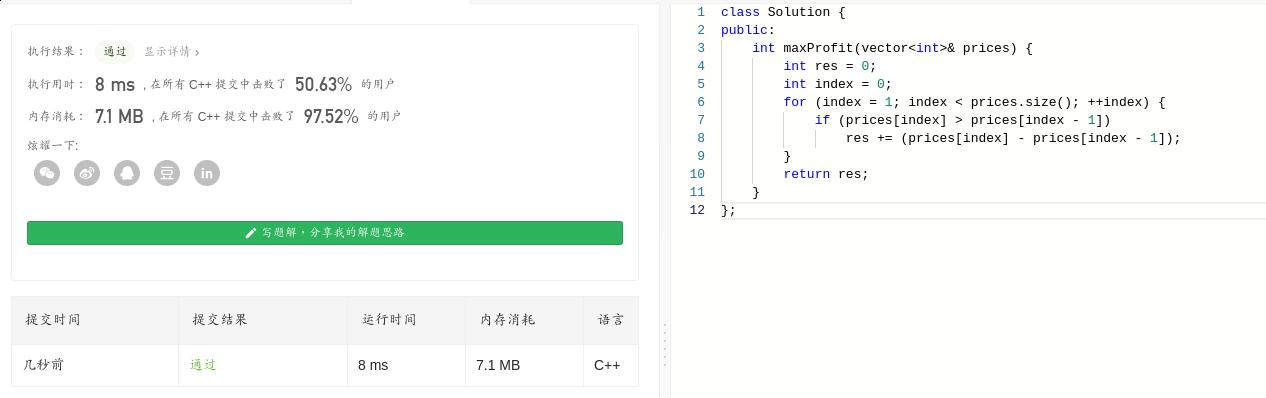 执行结果： 通过 显示详情 ›
执行用时： 8 ms ，在所有 C++ 提交中击败了 50.63% 的用户
内存消耗： 7.1 MB ，在所有 C++ 提交中击败了 97.52% 的用户
炫耀一下:
豆 in
写题解，分享我的解题思路
提交时间 提交结果 运行时间 内存消耗 语言
几秒前 通过 8 ms 7.1 MB C++
1 class Solution {
2 public:
3     int maxProfit(vector<int>& prices) {
4         int res = 0;
5         int index = 0;
6         for (index = 1; index < prices.size(); ++index) {
7             if (prices[index] > prices[index - 1])
8                 res += (prices[index] - prices[index - 1]);
9         }
10         return res;
11     }
12 };